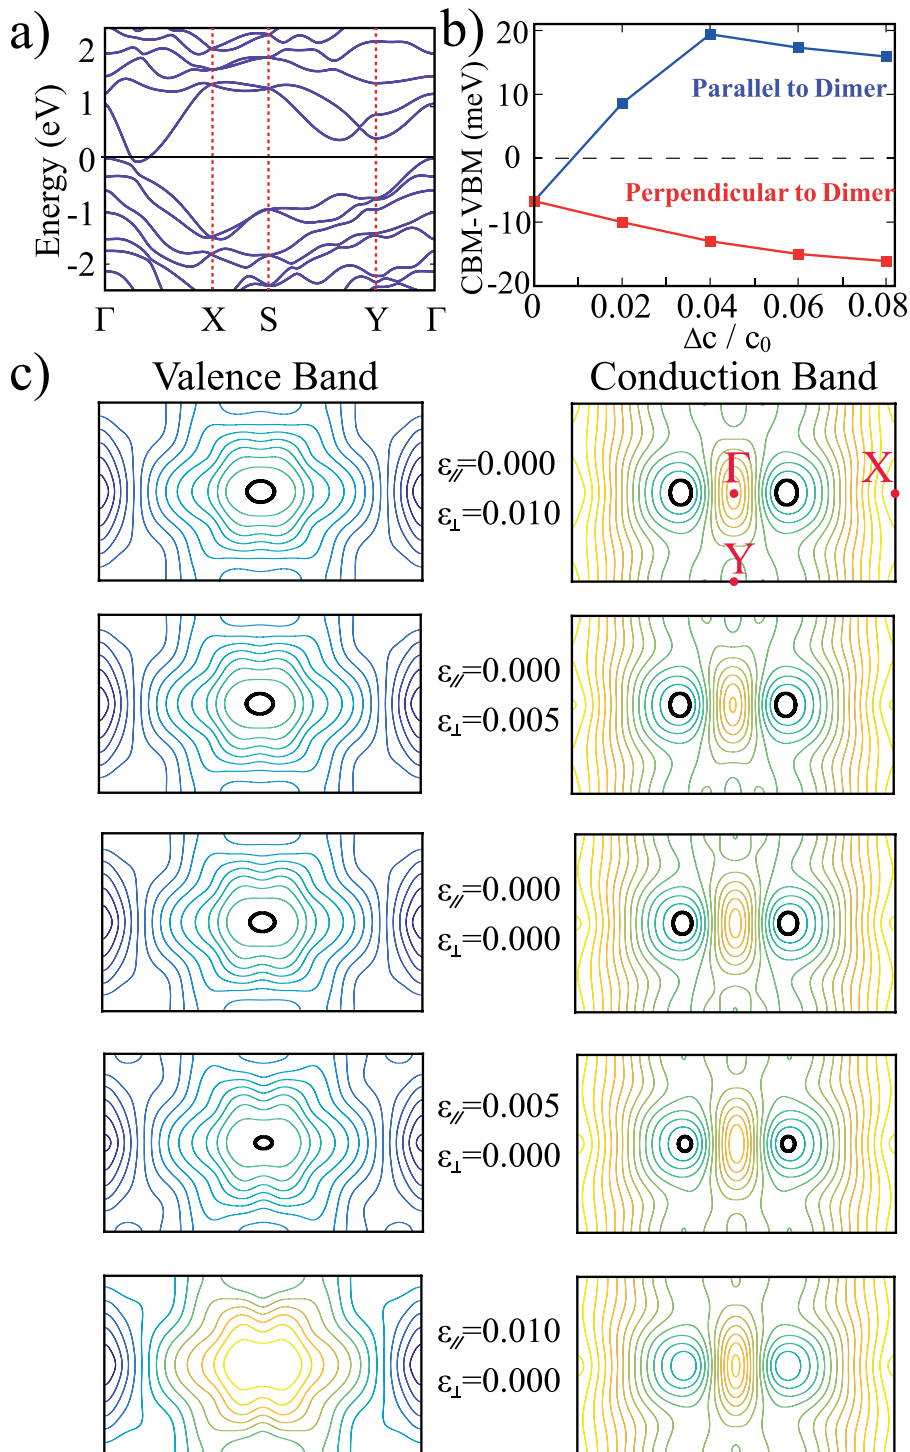 a)
Energy (eV)
2
1
0
-1
-2
Γ X S Y Γ
b)
CBM-VBM (meV)
20
10
0
-10
-20
Parallel to Dimer
Perpendicular to Dimer
0 0.02 0.04 0.06 0.08
Δc / c₀
c)
Valence Band Conduction Band
ε∥=0.000
ε⊥=0.010
Γ X
Y
ε∥=0.000
ε⊥=0.005
ε∥=0.000
ε⊥=0.000
ε∥=0.005
ε⊥=0.000
ε∥=0.010
ε⊥=0.000